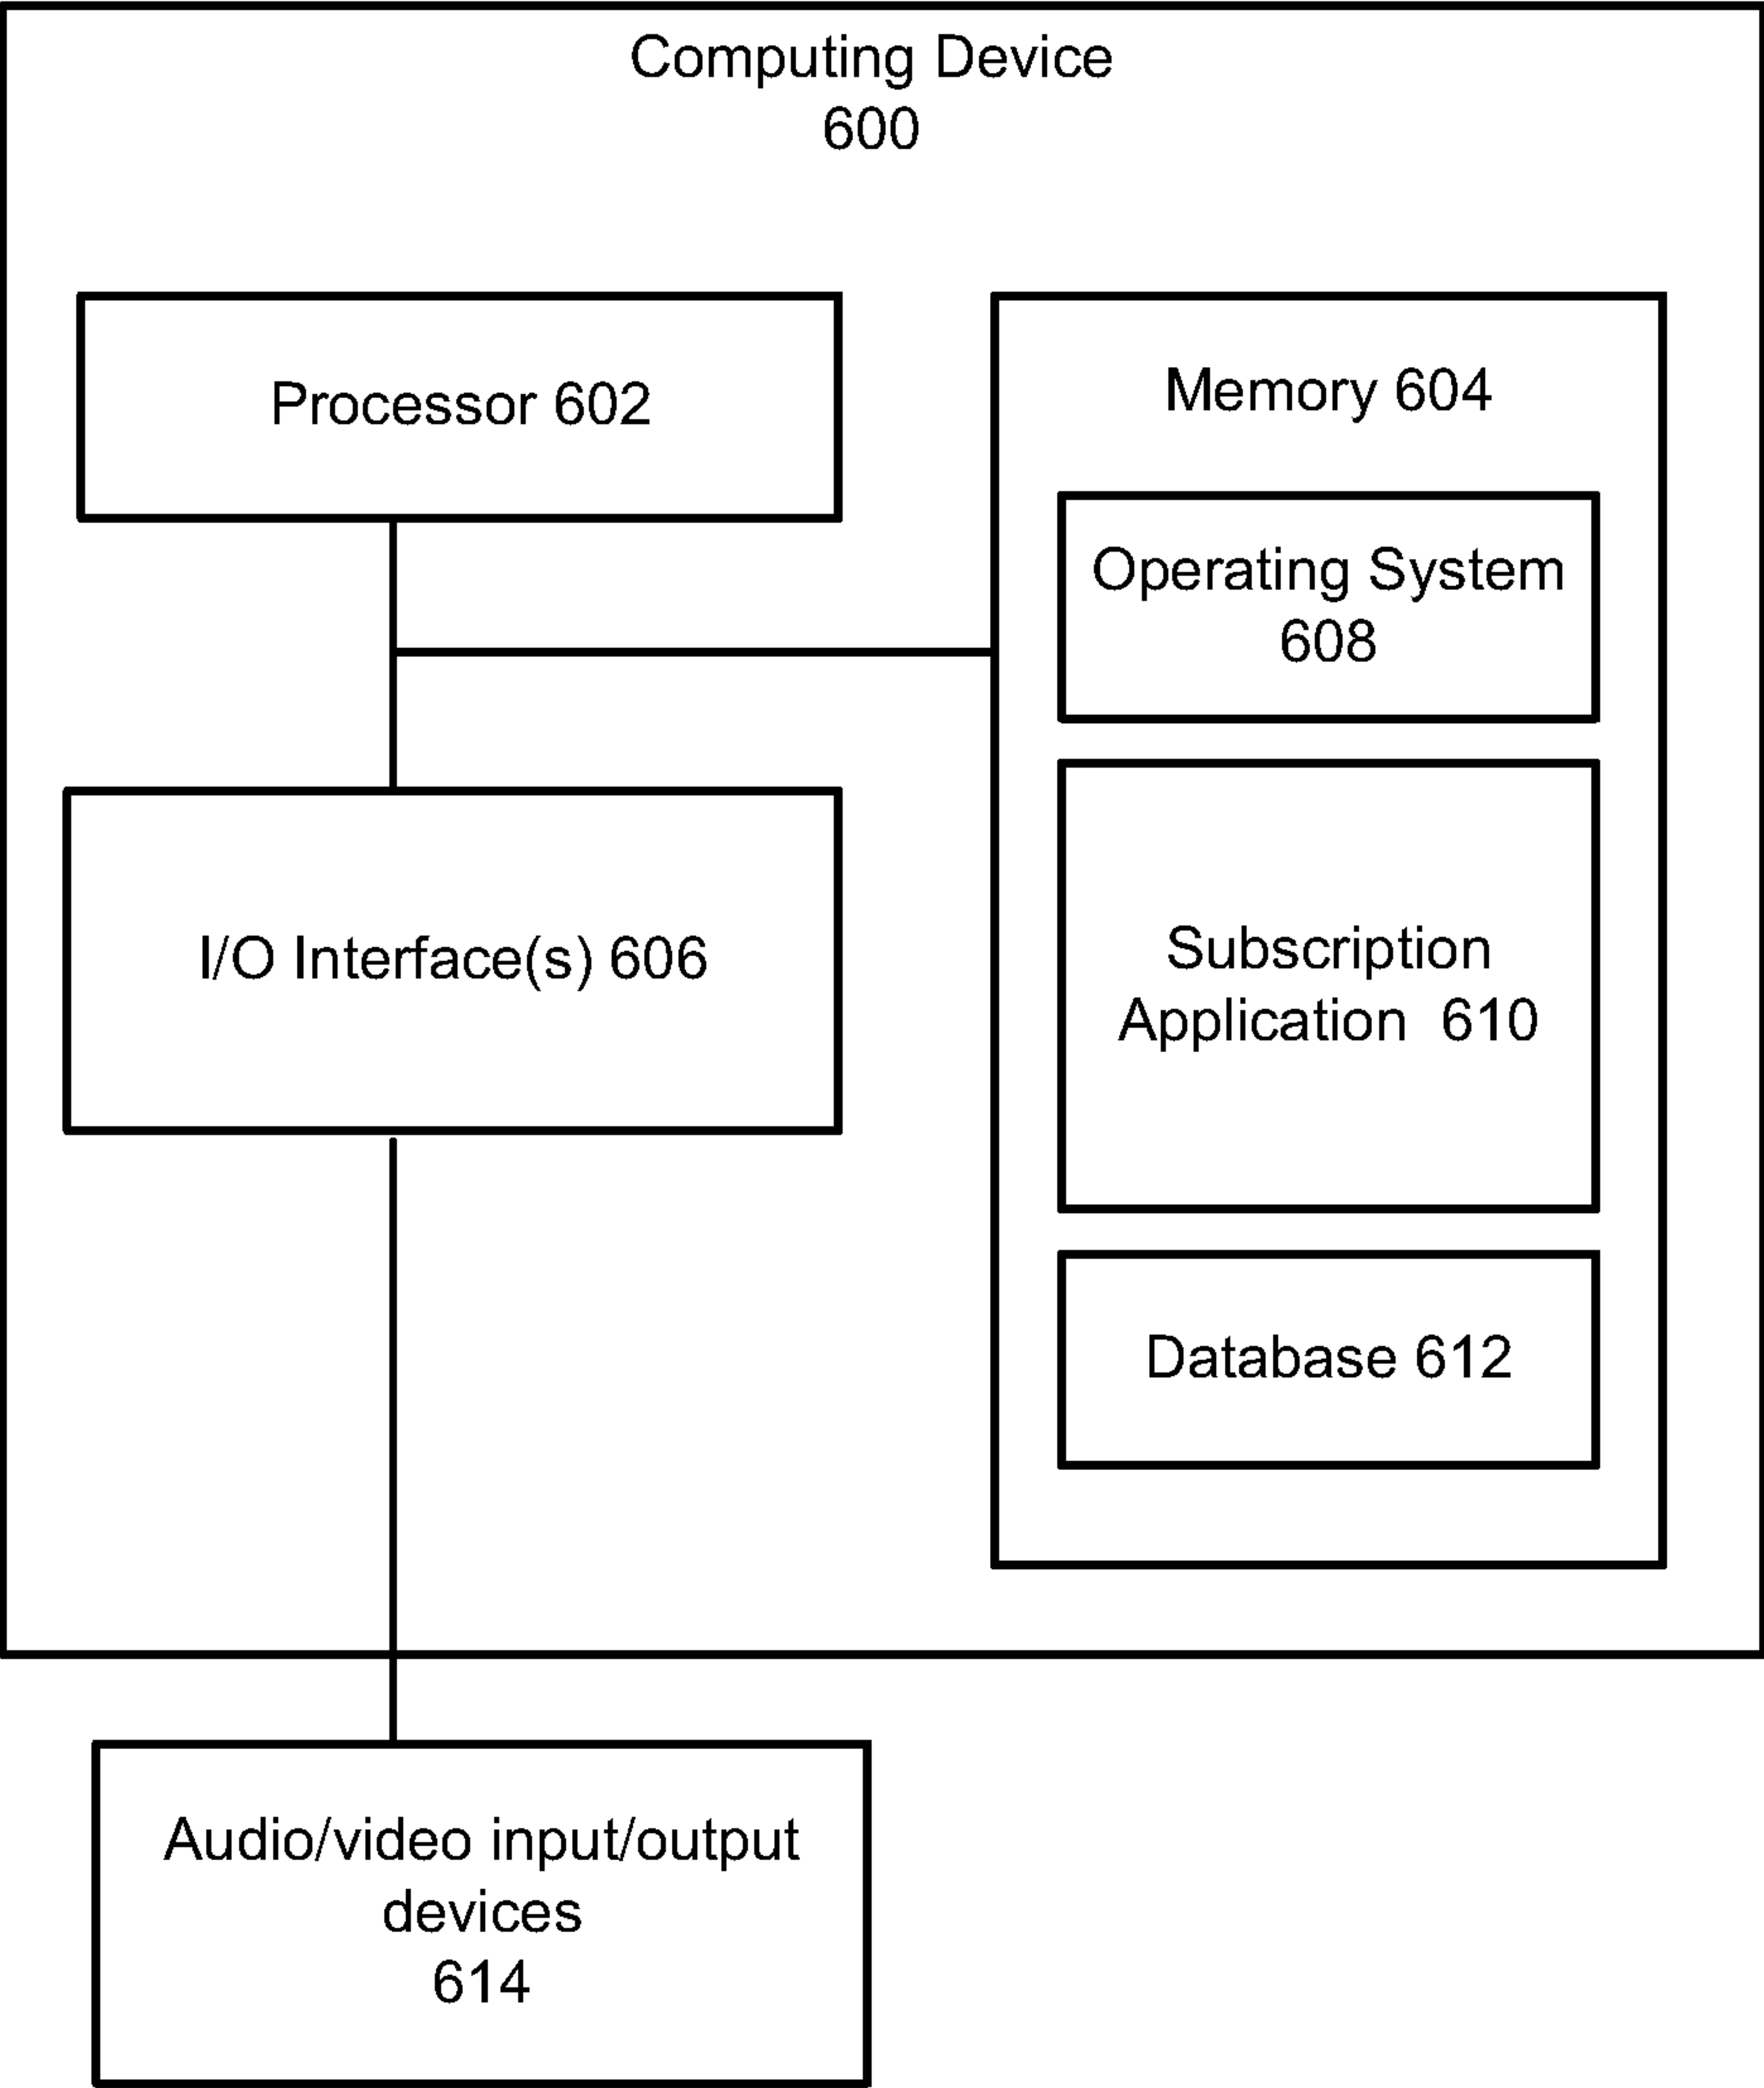 Computing Device
600
Processor 602
Memory 604
Operating System
608
I/O Interface(s) 606
Subscription
Application  610
Database 612
Audio/video input/output
devices
614